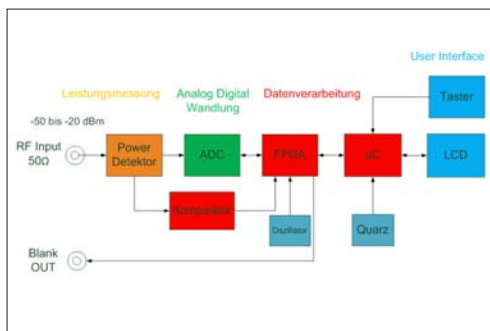 User Interface
Leistungsmessung
Analog Digital
Wandlung
Datenverarbeitung
Taster
-50 bis -20 dBm
RF Input
50Ω
Power
Detektor
ADC
FPGA
uC
LCD
Komparator
Oscillator
Quarz
Blank
OUT